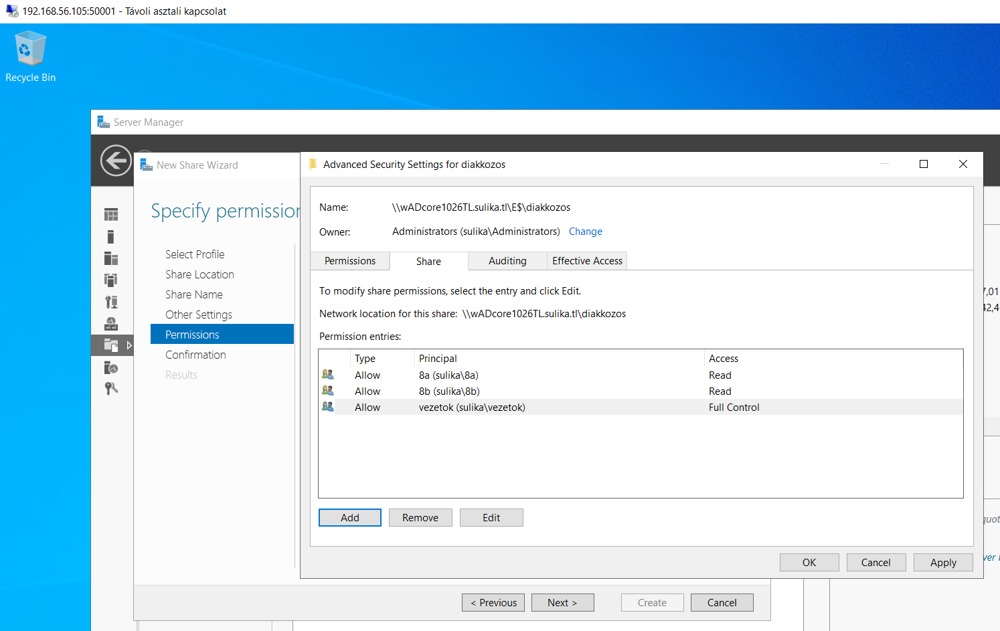 192.168.56.105:50001 - Távoli asztali kapcsolat
Recycle Bin
Server Manager
New Share Wizard
Specify permission
Select Profile
Share Location
Share Name
Other Settings
Permissions
Confirmation
Results
Advanced Security Settings for diakkozos
Name: \\wADcore1026TL.sulika.tl\E$\diakkozos
Owner: Administrators (sulika\Administrators) Change
Permissions Share Auditing Effective Access
To modify share permissions, select the entry and click Edit.
Network location for this share: \\wADcore1026TL.sulika.tl\diakkozos
Permission entries:
Type Principal Access
Allow 8a (sulika\8a) Read
Allow 8b (sulika\8b) Read
Allow vezetok (sulika\vezetok) Full Control
Add Remove Edit
OK Cancel Apply
< Previous Next > Create Cancel
7,01
42,4